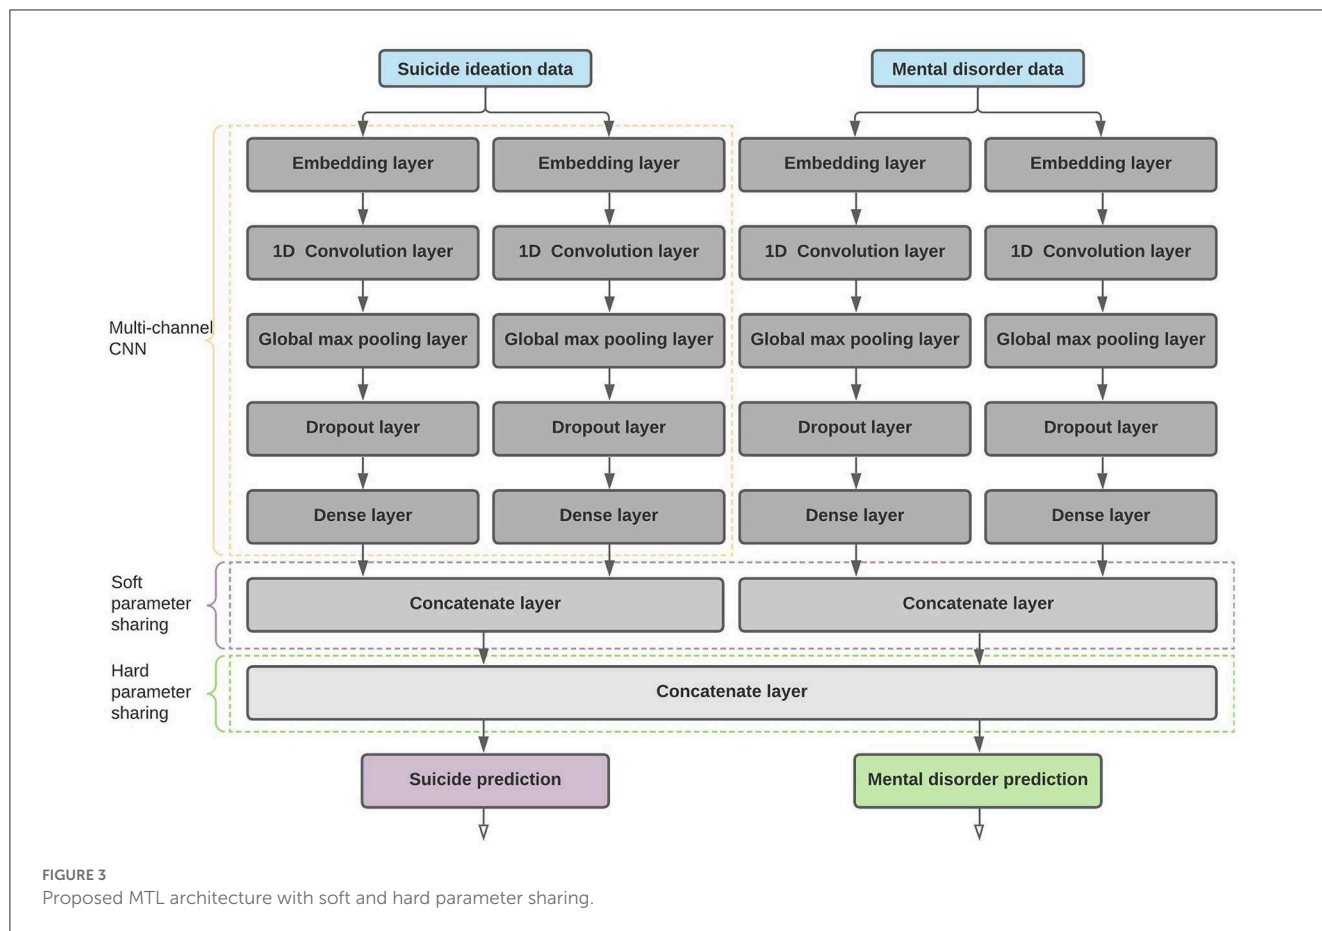 Suicide ideation data
Mental disorder data
Embedding layer
Embedding layer
Embedding layer
Embedding layer
1D Convolution layer
1D Convolution layer
1D Convolution layer
1D Convolution layer
Multi-channel
CNN
Global max pooling layer
Global max pooling layer
Global max pooling layer
Global max pooling layer
Dropout layer
Dropout layer
Dropout layer
Dropout layer
Dense layer
Dense layer
Dense layer
Dense layer
Soft
parameter
sharing
Concatenate layer
Concatenate layer
Hard
parameter
sharing
Concatenate layer
Suicide prediction
Mental disorder prediction
FIGURE 3
Proposed MTL architecture with soft and hard parameter sharing.